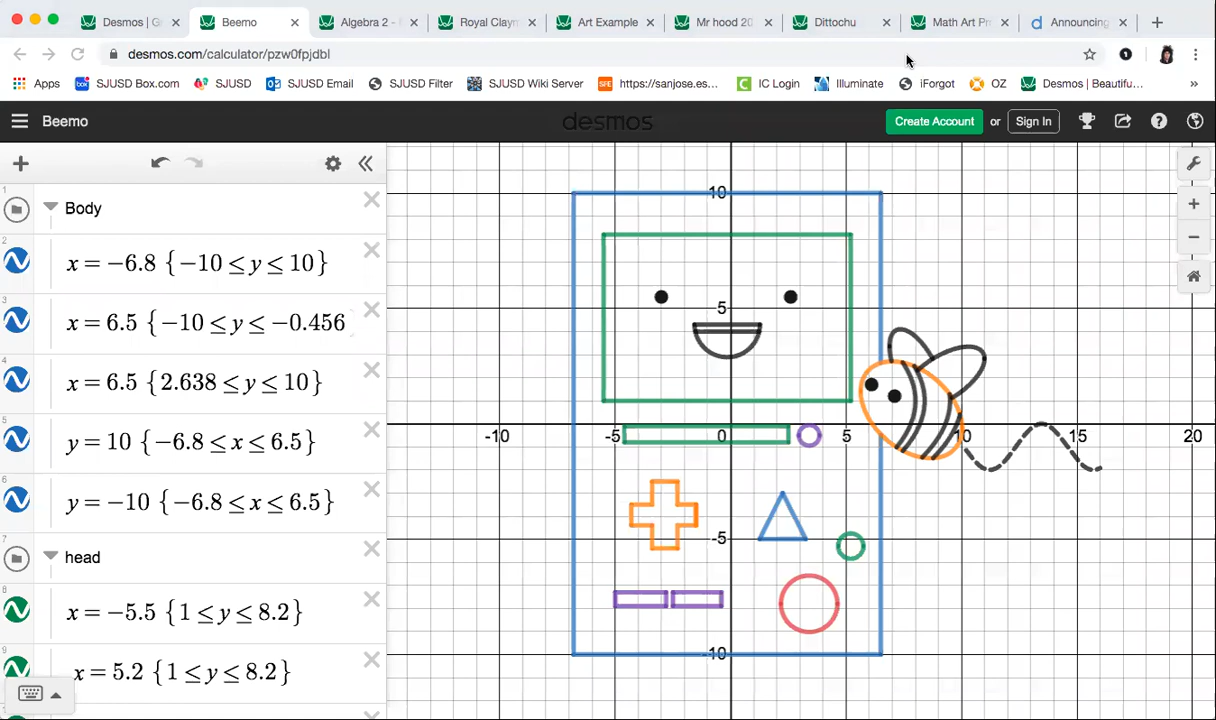 Desmos | G
Beemo
Algebra 2 -
Royal Claym
Art Example
Mr hood 20
Dittochu
Math Art Pr
Announcing
desmos.com/calculator/pzw0fpjdbl
Apps
box
SJUSD Box.com
SJUSD
SJUSD Email
SJUSD Filter
SJUSD Wiki Server
SFE
https://sanjose.es...
IC Login
Illuminate
iForgot
OZ
Desmos | Beautifu...
Beemo
desmos
Create Account or Sign In
1
Body
2
x = −6.8 {−10 ≤ y ≤ 10}
3
x = 6.5 {−10 ≤ y ≤ −0.456
4
x = 6.5 {2.638 ≤ y ≤ 10}
5
y = 10 {−6.8 ≤ x ≤ 6.5}
6
y = −10 {−6.8 ≤ x ≤ 6.5}
7
head
8
x = −5.5 {1 ≤ y ≤ 8.2}
9
x = 5.2 {1 ≤ y ≤ 8.2}
10
5
-10 -5 0 5 10 15 20
-5
-10